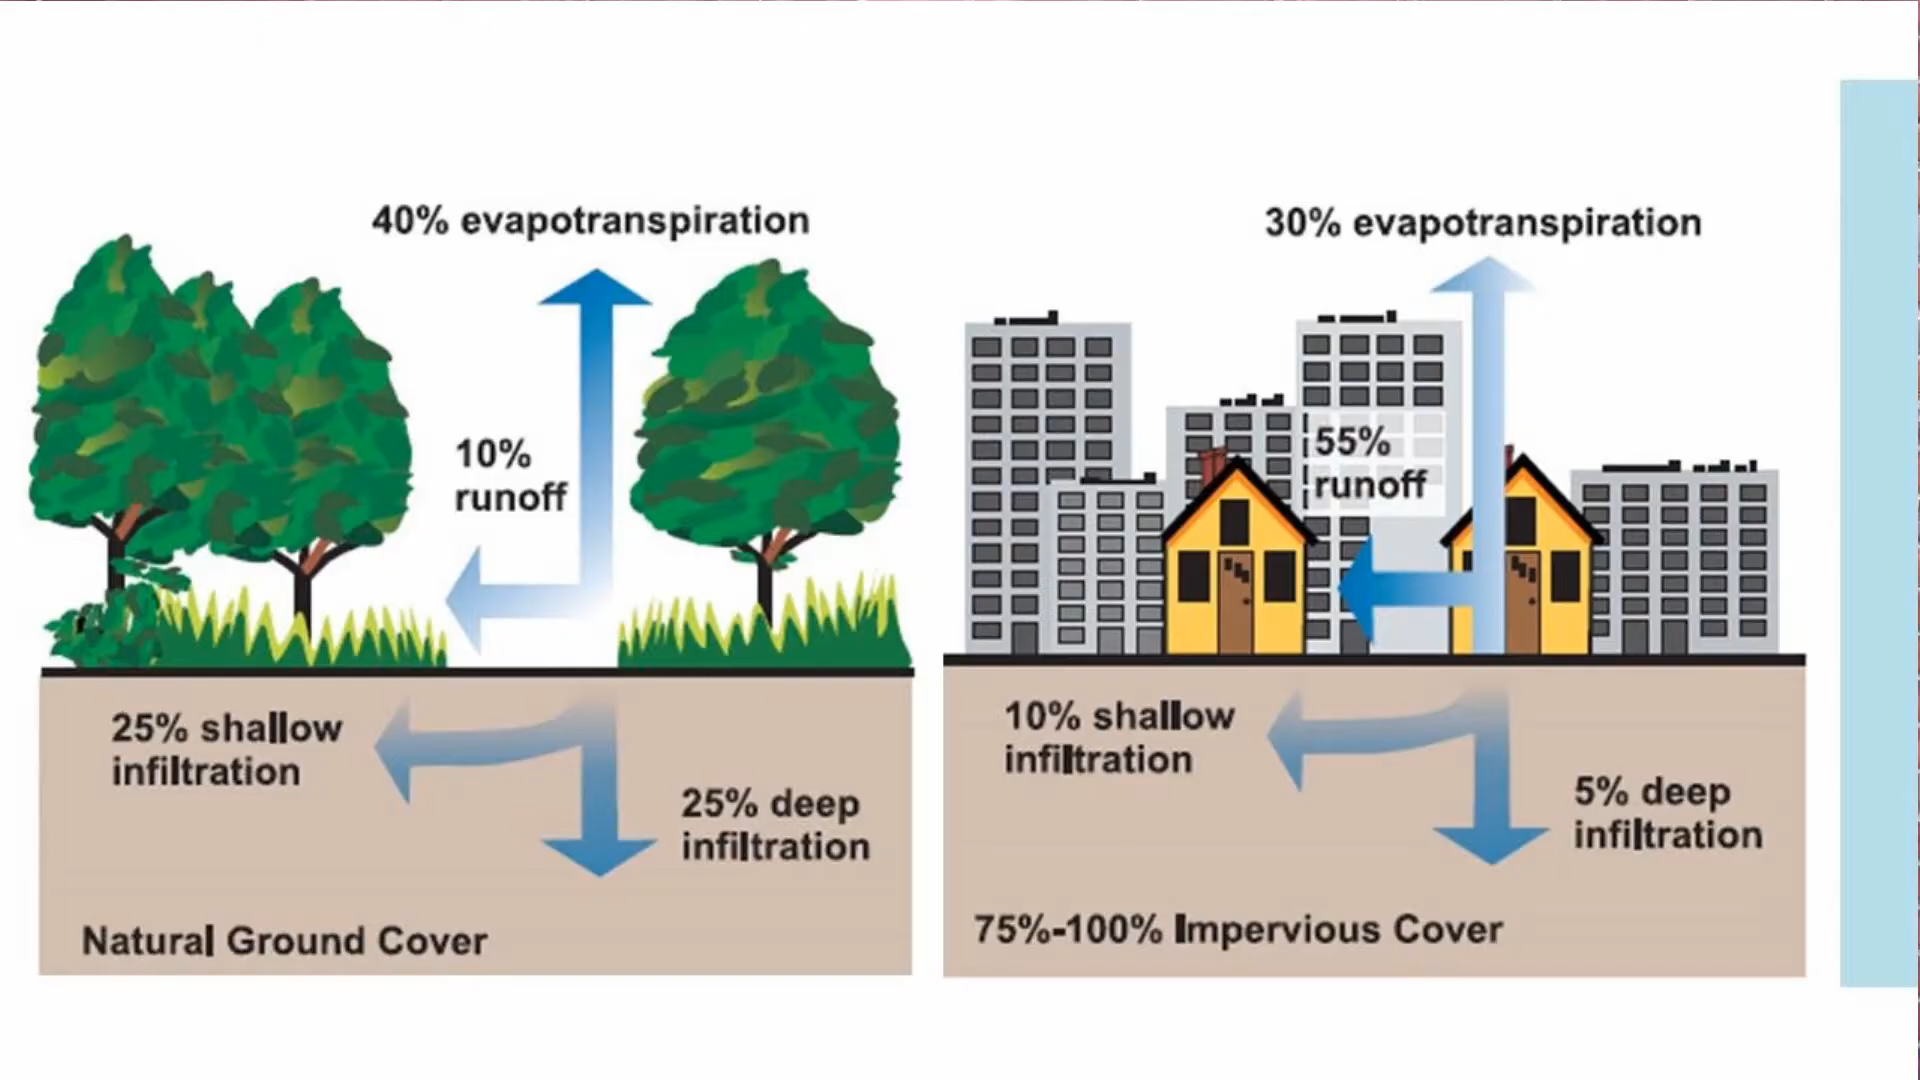 40% evapotranspiration
10%
runoff
25% shallow
infiltration
25% deep
infiltration
Natural Ground Cover
30% evapotranspiration
55%
runoff
10% shallow
infiltration
5% deep
infiltration
75%-100% Impervious Cover